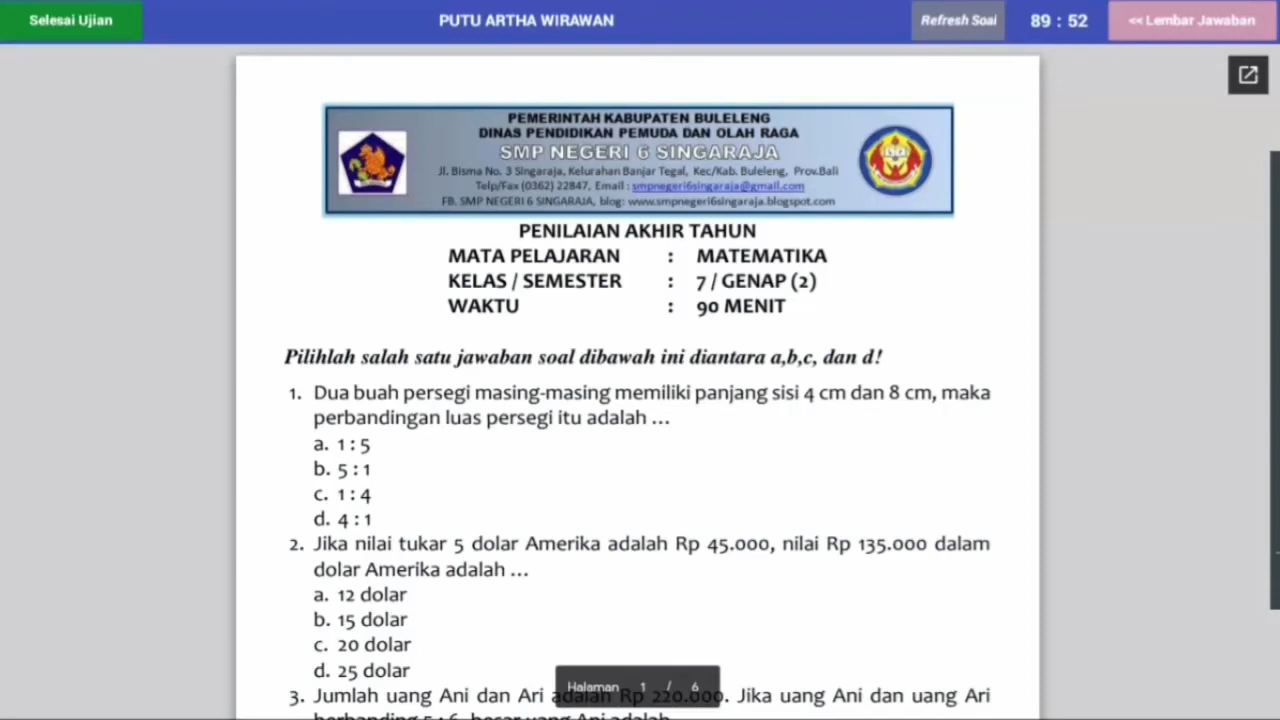 Selesai Ujian
PUTU ARTHA WIRAWAN
Refresh Soal
89 : 52
<< Lembar Jawaban
PEMERINTAH KABUPATEN BULELENG
DINAS PENDIDIKAN PEMUDA DAN OLAH RAGA
SMP NEGERI 6 SINGARAJA
Jl. Bisma No. 3 Singaraja, Kelurahan Banjar Tegal, Kec/Kab. Buleleng, Prov.Bali
Telp/Fax (0362) 22847, Email : smpnegeri6singaraja@gmail.com
FB. SMP NEGERI 6 SINGARAJA, blog: www.smpnegeri6singaraja.blogspot.com
PENILAIAN AKHIR TAHUN
MATA PELAJARAN : MATEMATIKA
KELAS / SEMESTER : 7 / GENAP (2)
WAKTU : 90 MENIT
Pilihlah salah satu jawaban soal dibawah ini diantara a,b,c, dan d!
1. Dua buah persegi masing-masing memiliki panjang sisi 4 cm dan 8 cm, maka
perbandingan luas persegi itu adalah ...
a. 1 : 5
b. 5 : 1
c. 1 : 4
d. 4 : 1
2. Jika nilai tukar 5 dolar Amerika adalah Rp 45.000, nilai Rp 135.000 dalam
dolar Amerika adalah ...
a. 12 dolar
b. 15 dolar
c. 20 dolar
d. 25 dolar
3. Jumlah uang Ani dan Ari adalah Rp 220.000. Jika uang Ani dan uang Ari
berbanding 5 : 6, besar uang Ani adalah
Halaman 1 / 6